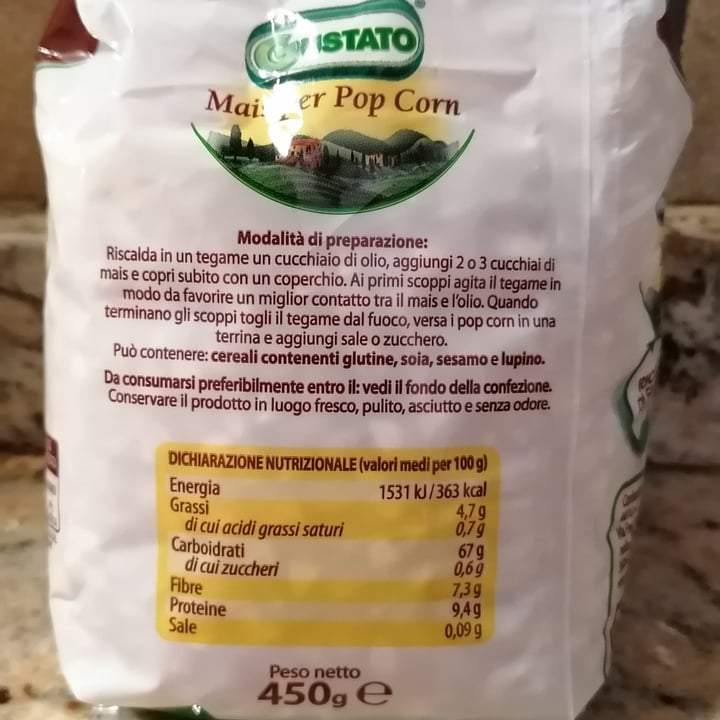 GUSTATO
Mais per Pop Corn
Modalità di preparazione:
Riscalda in un tegame un cucchiaio di olio, aggiungi 2 o 3 cucchiai di
mais e copri subito con un coperchio. Ai primi scoppi agita il tegame in
modo da favorire un miglior contatto tra il mais e l'olio. Quando
terminano gli scoppi togli il tegame dal fuoco, versa i pop corn in una
terrina e aggiungi sale o zucchero.
Può contenere: cereali contenenti glutine, soia, sesamo e lupino.
Da consumarsi preferibilmente entro il: vedi il fondo della confezione.
Conservare il prodotto in luogo fresco, pulito, asciutto e senza odore.
DICHIARAZIONE NUTRIZIONALE (valori medi per 100 g)
Energia 1531 kJ/363 kcal
Grassi 4,7 g
di cui acidi grassi saturi 0,7 g
Carboidrati 67 g
di cui zuccheri 0,6 g
Fibre 7,3 g
Proteine 9,4 g
Sale 0,09 g
Peso netto
450g e